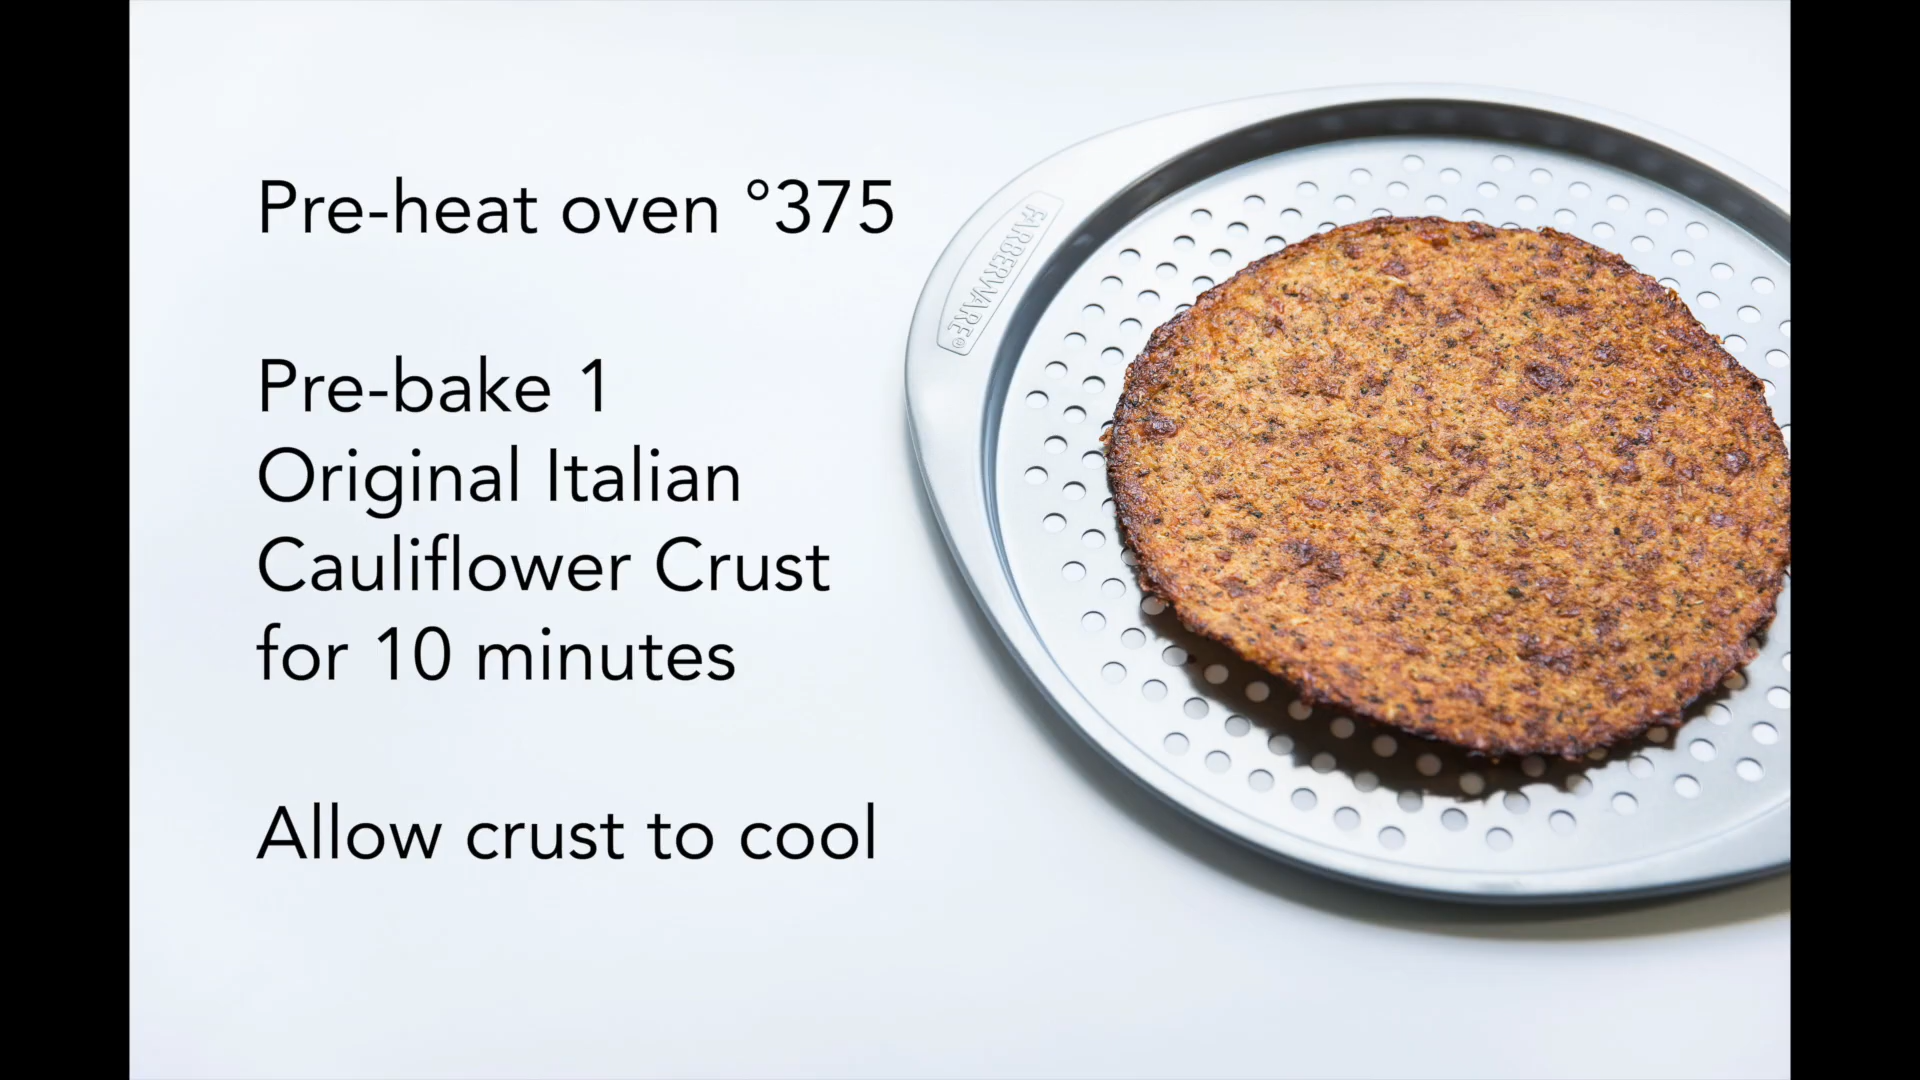 Pre-heat oven °375
Pre-bake 1
Original Italian
Cauliflower Crust
for 10 minutes
Allow crust to cool
FARBERWARE®